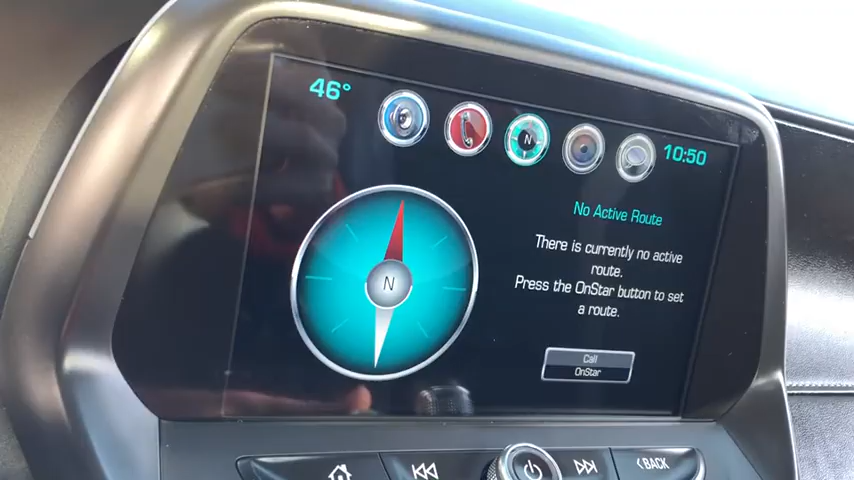 46°
N
10:50
No Active Route
There is currently no active
route.
Press the OnStar button to set
a route.
N
Call
OnStar
BACK